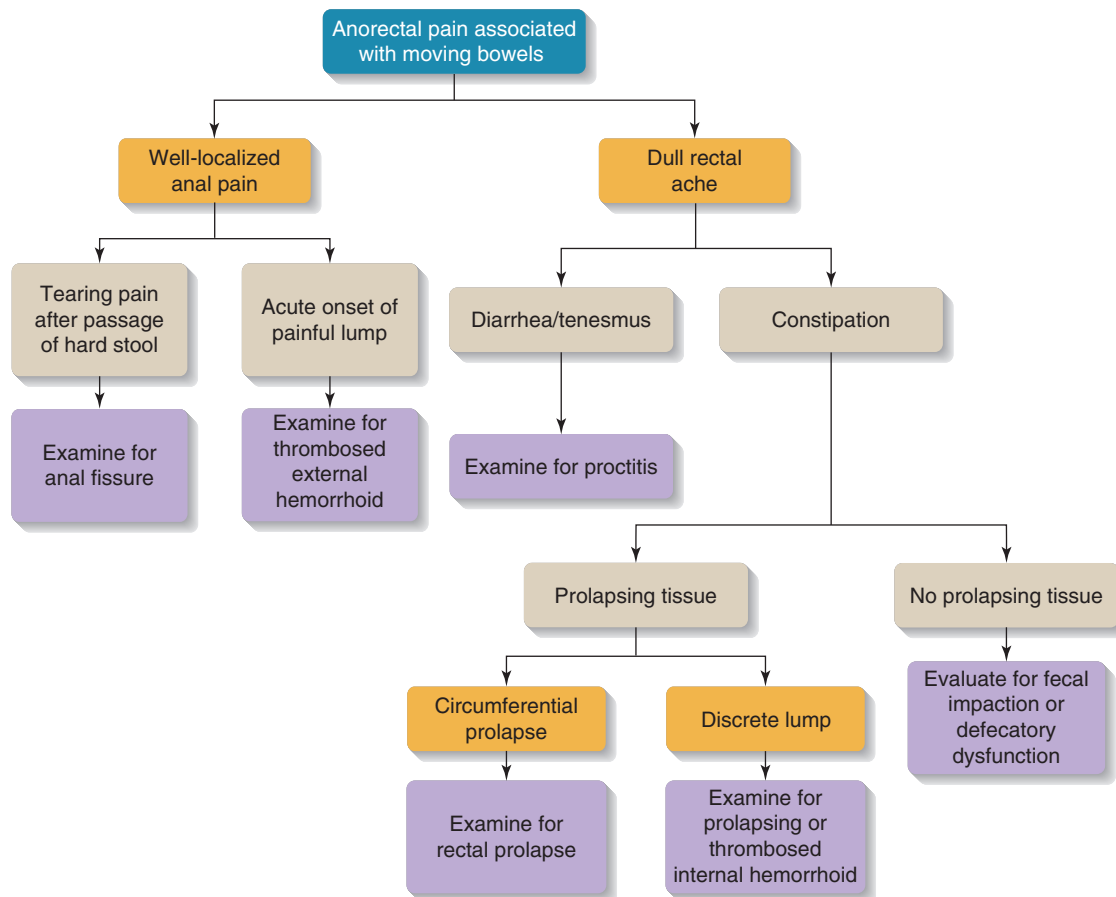 Anorectal pain associated
with moving bowels
Well-localized
anal pain
Dull rectal
ache
Tearing pain
after passage
of hard stool
Acute onset of
painful lump
Diarrhea/tenesmus
Constipation
Examine for
anal fissure
Examine for
thrombosed
external
hemorrhoid
Examine for proctitis
Prolapsing tissue
No prolapsing tissue
Circumferential
prolapse
Discrete lump
Evaluate for fecal
impaction or
defecatory
dysfunction
Examine for
rectal prolapse
Examine for
prolapsing or
thrombosed
internal hemorrhoid